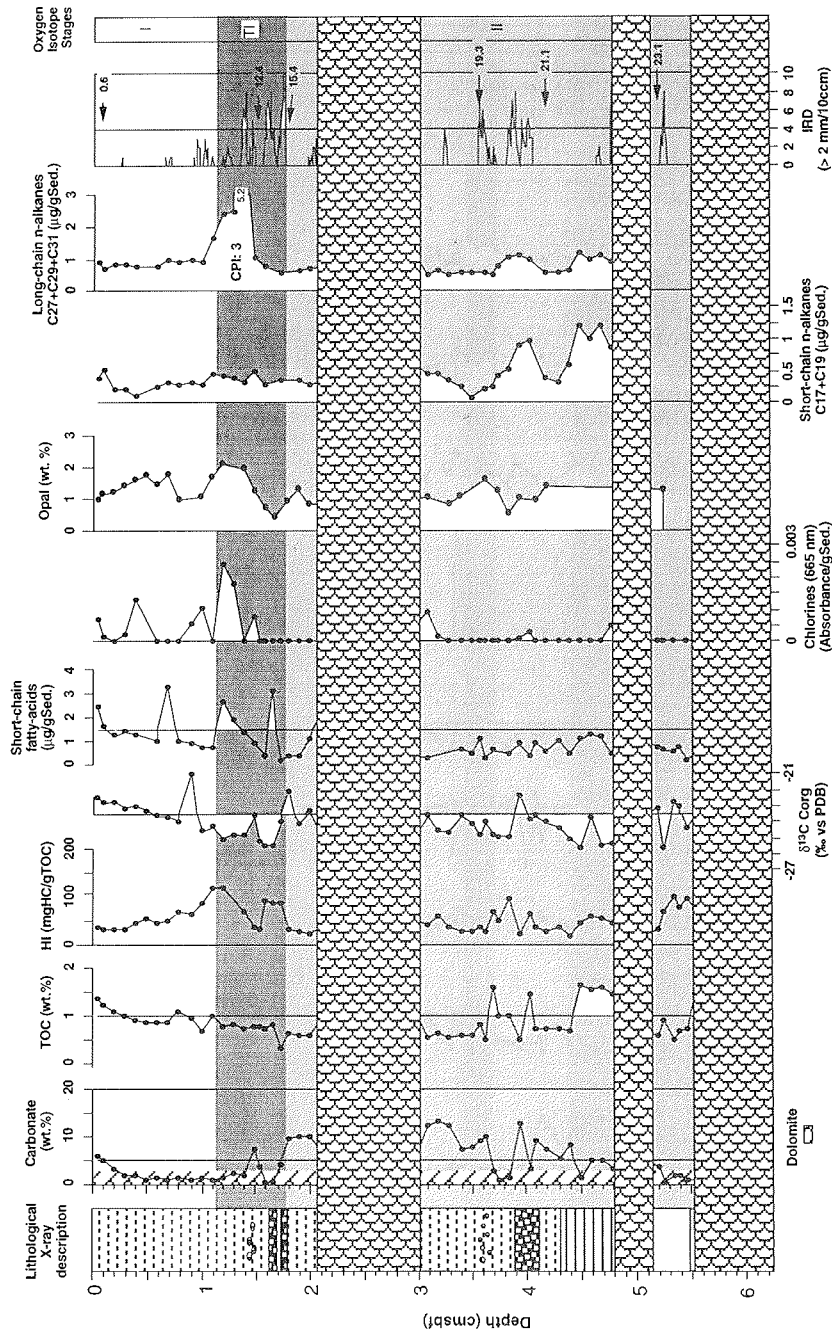 Lithological
X-ray
description
Carbonate
(wt.%)
0 10 20
TOC (wt.%)
0 1 2
HI (mgHC/gTOC)
0 100 200
δ¹³C Corg
(‰ vs PDB)
-27 -21
Short-chain
fatty-acids
(µg/gSed.)
0 1 2 3 4
Chlorines (665 nm)
(Absorbance/gSed.)
0 0.003
Opal (wt. %)
0 1 2 3
Short-chain n-alkanes
C17+C19 (µg/gSed.)
0 0.5 1 1.5
Long-chain n-alkanes
C27+C29+C31 (µg/gSed.)
0 1 2 3
CPI: 3
5.2
IRD
(> 2 mm/10ccm)
0 2 4 6 8 10
0.6
12.4
15.4
19.3
21.1
23.1
Oxygen
Isotope
Stages
I
TI
II
Depth (cmsbf)
0
1
2
3
4
5
6
Dolomite